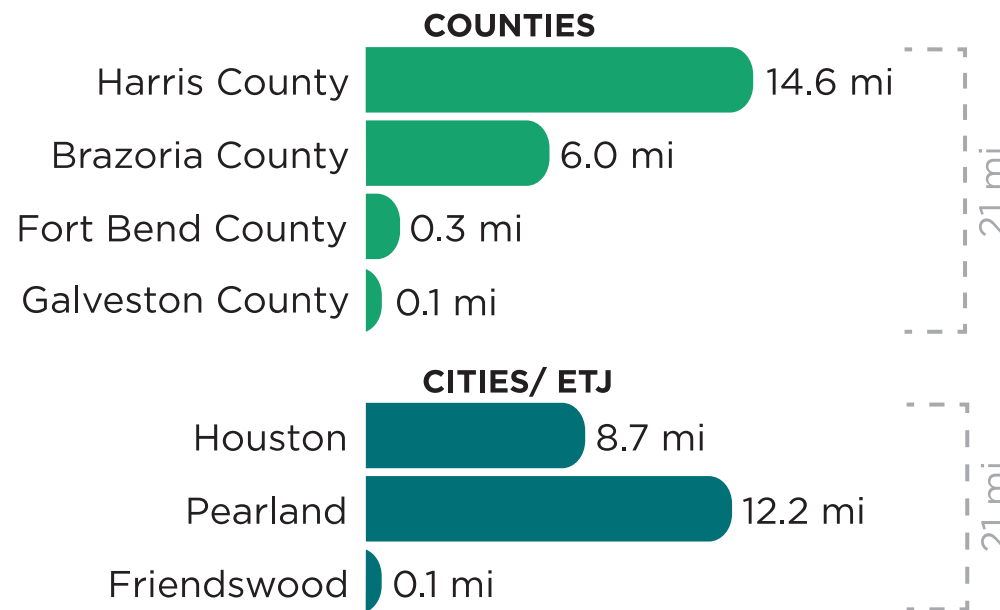 COUNTIES
Harris County 14.6 mi
Brazoria County 6.0 mi
Fort Bend County 0.3 mi
Galveston County 0.1 mi
21 mi
CITIES/ ETJ
Houston 8.7 mi
Pearland 12.2 mi
Friendswood 0.1 mi
21 mi